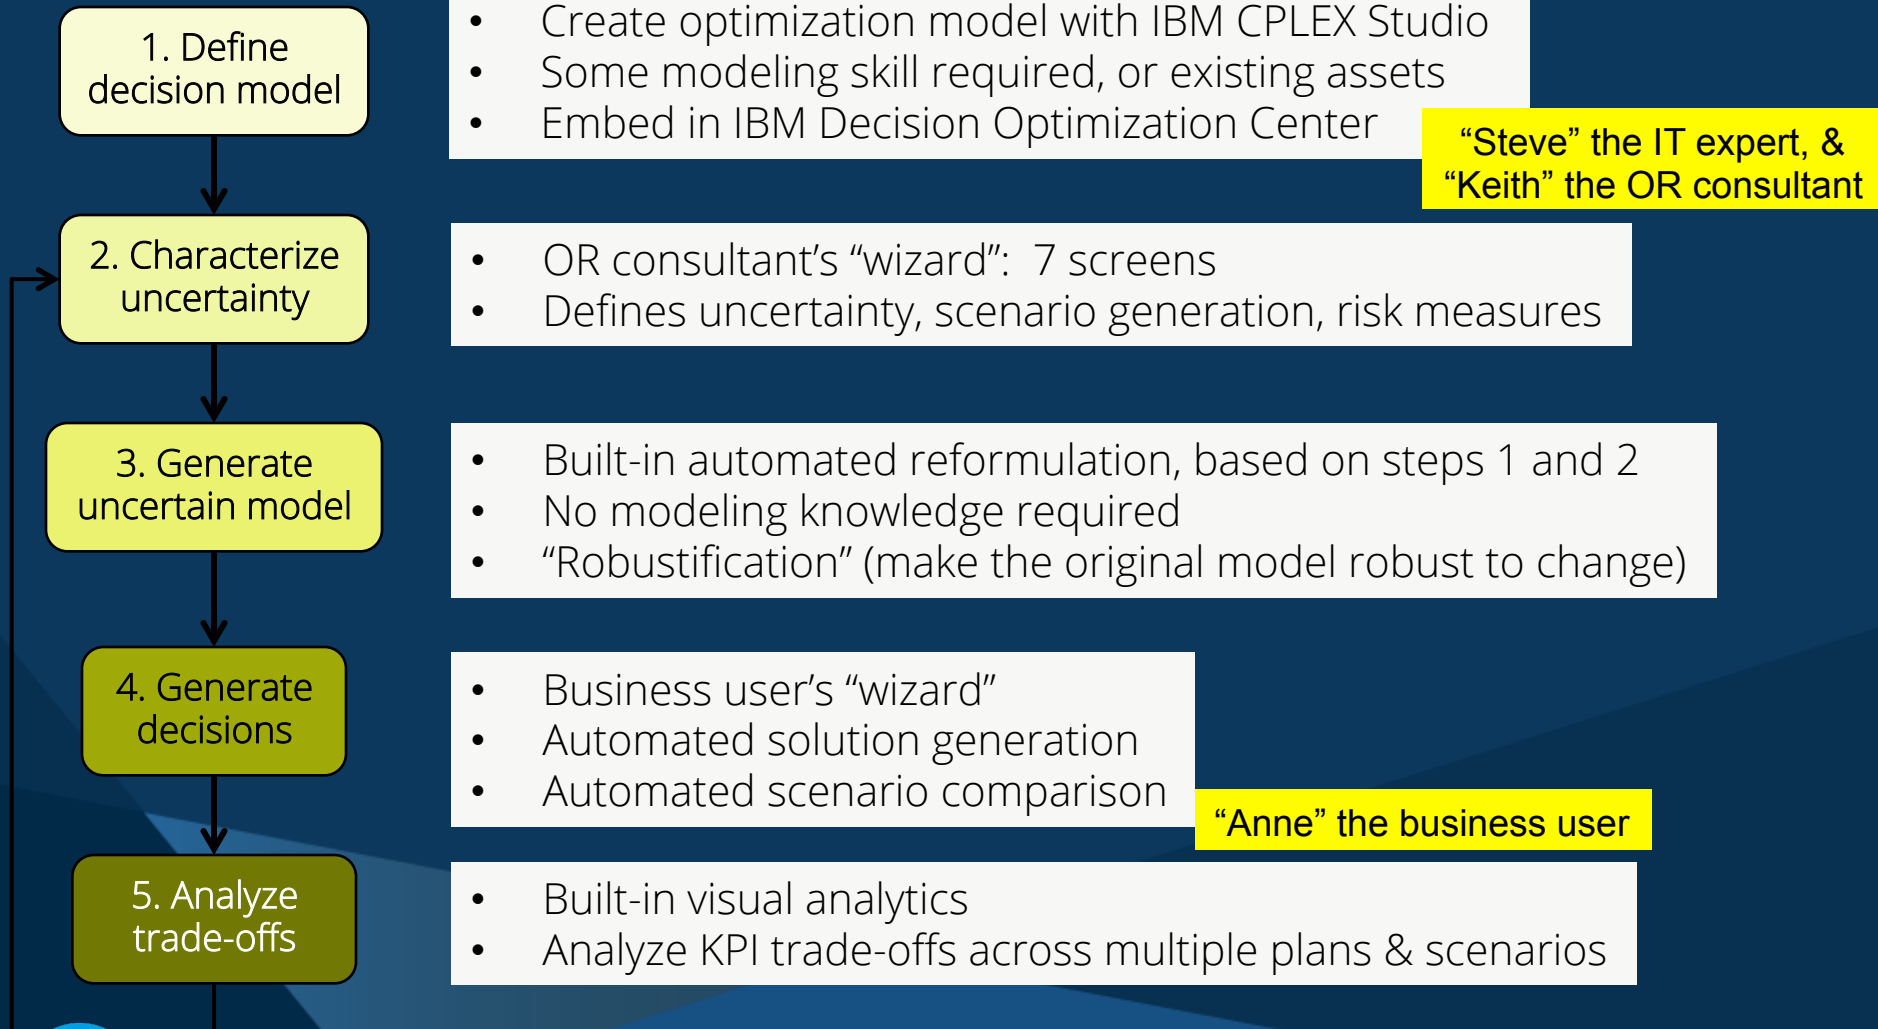 1. Define
decision model
• Create optimization model with IBM CPLEX Studio
• Some modeling skill required, or existing assets
• Embed in IBM Decision Optimization Center
“Steve” the IT expert, &
“Keith” the OR consultant
2. Characterize
uncertainty
• OR consultant’s “wizard”: 7 screens
• Defines uncertainty, scenario generation, risk measures
3. Generate
uncertain model
• Built-in automated reformulation, based on steps 1 and 2
• No modeling knowledge required
• “Robustification” (make the original model robust to change)
4. Generate
decisions
• Business user’s “wizard”
• Automated solution generation
• Automated scenario comparison
“Anne” the business user
5. Analyze
trade-offs
• Built-in visual analytics
• Analyze KPI trade-offs across multiple plans & scenarios